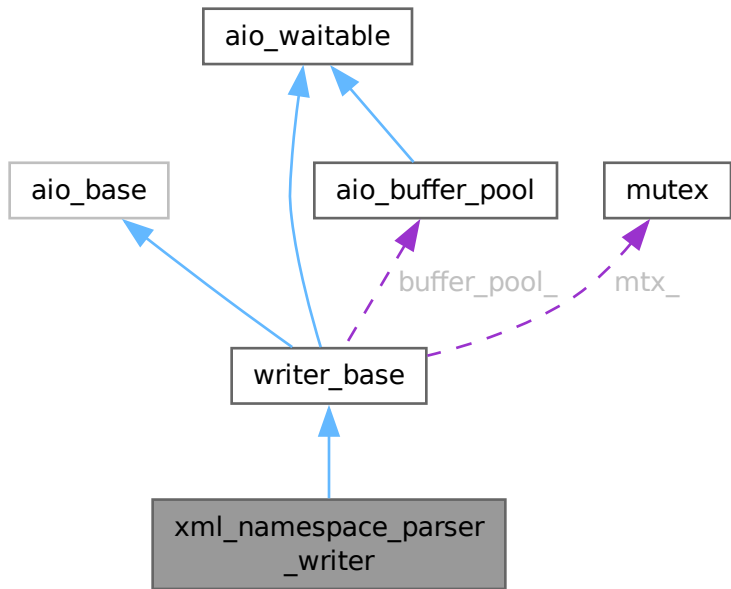 aio_waitable
aio_base
aio_buffer_pool
mutex
buffer_pool_
mtx_
writer_base
xml_namespace_parser
_writer